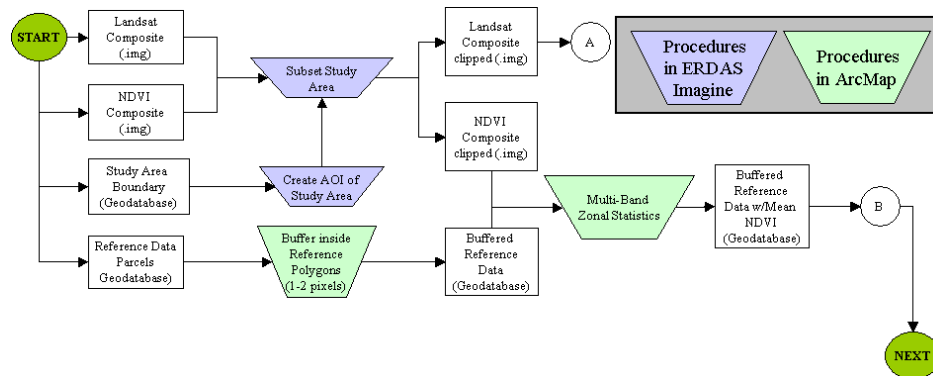 START
Landsat
Composite
(.img)
NDVI
Composite
(.img)
Study Area
Boundary
(Geodatabase)
Reference Data
Parcels
Geodatabase)
Subset Study
Area
Create AOI of
Study Area
Buffer inside
Reference
Polygons
(1-2 pixels)
Landsat
Composite
clipped (.img)
NDVI
Composite
clipped (.img)
Buffered
Reference
Data
(Geodatabase)
A
Multi-Band
Zonal Statistics
Buffered
Reference
Data w/Mean
NDVI
(Geodatabase)
B
NEXT
Procedures
in ERDAS
Imagine
Procedures
in ArcMap